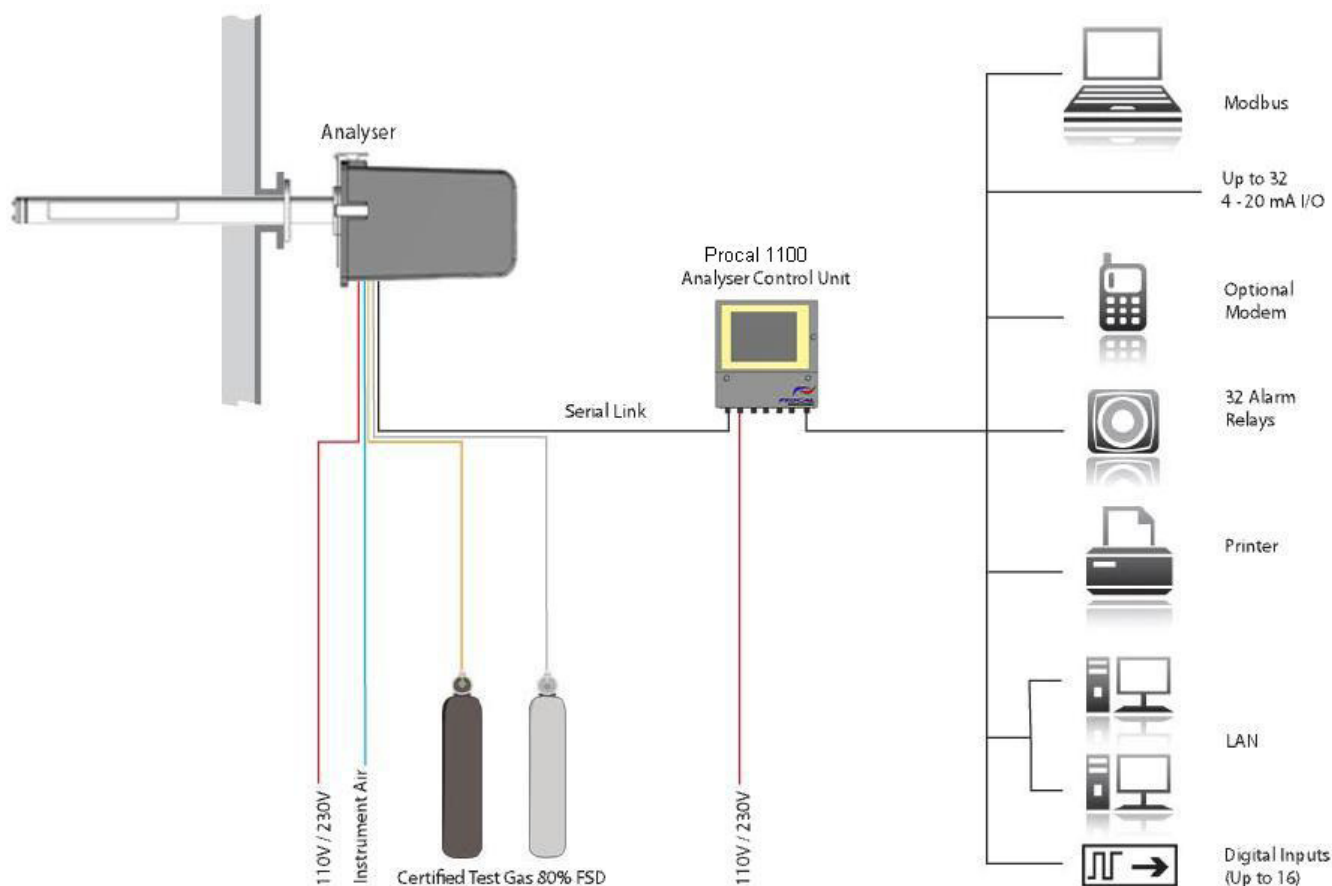 Analyser
Procal 1100
Analyser Control Unit
PROCAL
Serial Link
110V / 230V
Instrument Air
Certified Test Gas 80% FSD
110V / 230V
Modbus
Up to 32
4 - 20 mA I/O
Optional
Modem
32 Alarm
Relays
Printer
LAN
Digital Inputs
(Up to 16)